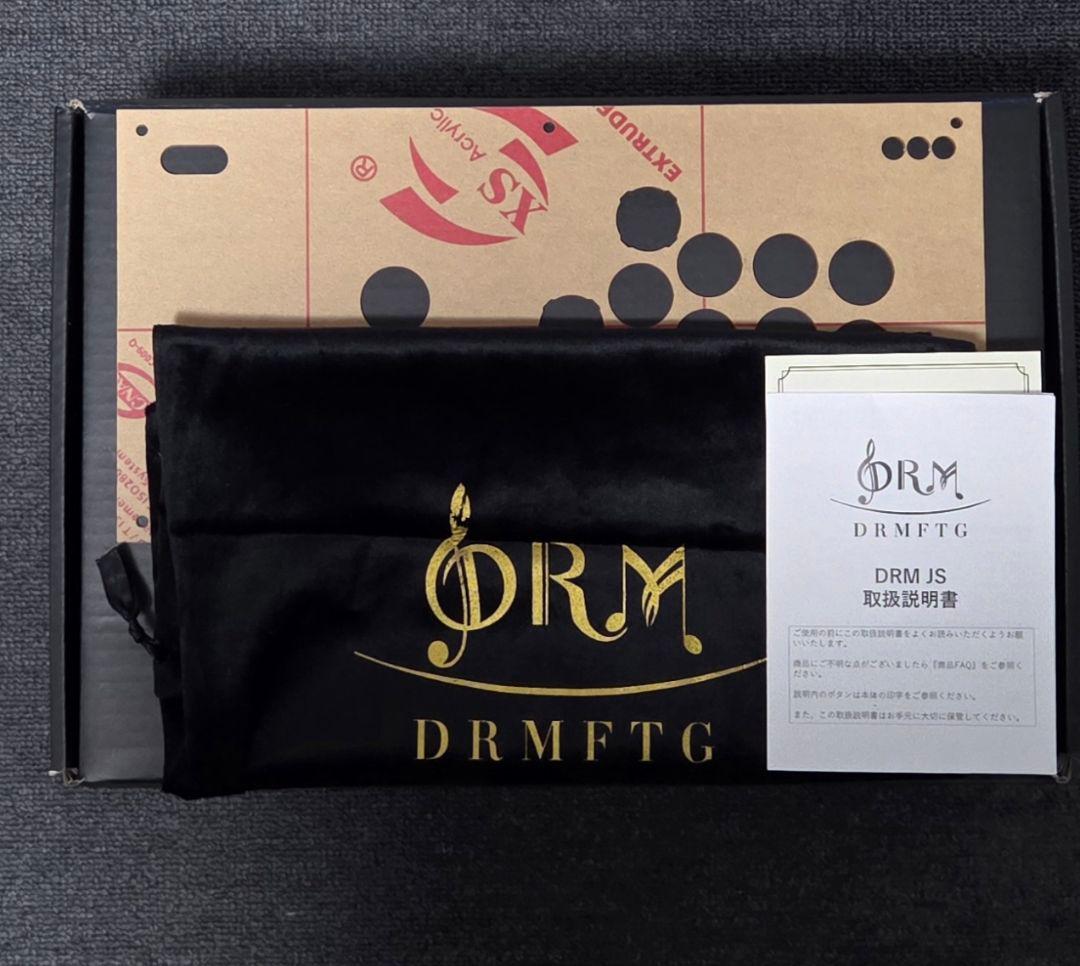 EXTRUDE
Acrylic
XS
®
DRM
DRMFTG
DRM
DRMFTG
DRM JS
取扱説明書
ご使用の前にこの取扱説明書をよくお読みいただくようお願
いいたします。
商品にご不明な点がございましたら『商品FAQ』をご参照く
ださい。
説明内のボタンは本体の印字をご参照ください。
また、この取扱説明書はお手元に大切に保管してください。